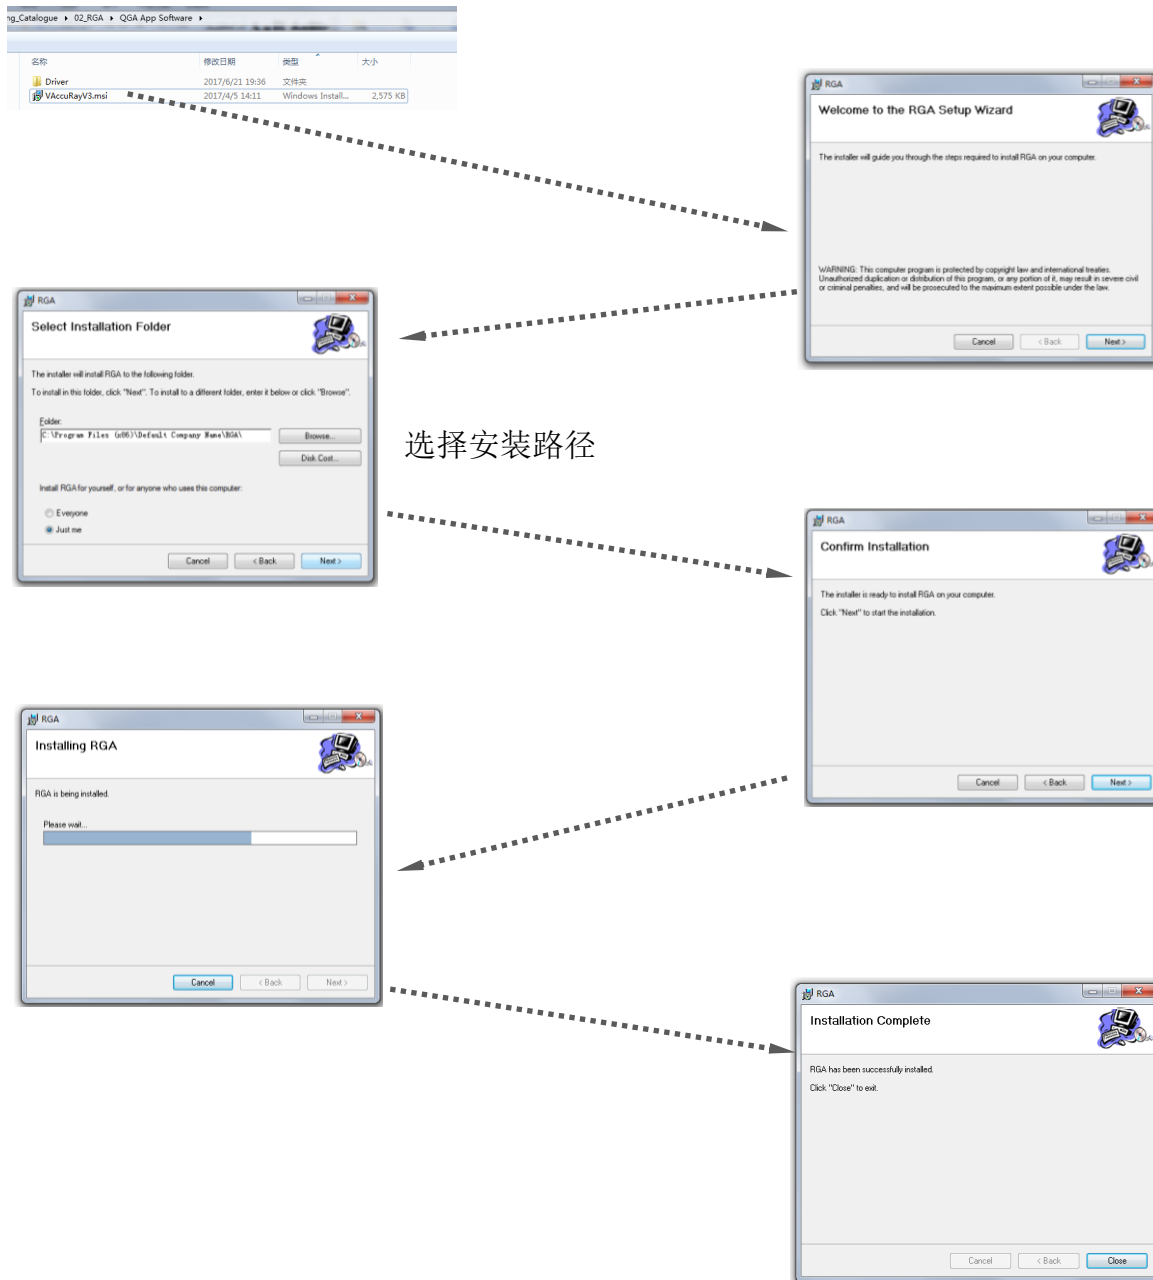 ng_Catalogue ▸ 02_RGA ▸ QGA App Software ▸
名称 修改日期 类型 大小
Driver 2017/6/21 19:36 文件夹
VAccuRayV3.msi 2017/4/5 14:11 Windows Install... 2,575 KB
RGA
Welcome to the RGA Setup Wizard
The installer will guide you through the steps required to install RGA on your computer.
WARNING: This computer program is protected by copyright law and international treaties.
Unauthorized duplication or distribution of this program, or any portion of it, may result in severe civil
or criminal penalties, and will be prosecuted to the maximum extent possible under the law.
Cancel < Back Next >
RGA
Select Installation Folder
The installer will install RGA to the following folder.
To install in this folder, click "Next". To install to a different folder, enter it below or click "Browse".
Folder:
C:\Program Files (x86)\Default Company Name\RGA\ Browse...
Disk Cost...
Install RGA for yourself, or for anyone who uses this computer:
Everyone
Just me
Cancel < Back Next >
选择安装路径
RGA
Confirm Installation
The installer is ready to install RGA on your computer.
Click "Next" to start the installation.
Cancel < Back Next >
RGA
Installing RGA
RGA is being installed.
Please wait...
Cancel < Back Next >
RGA
Installation Complete
RGA has been successfully installed.
Click "Close" to exit.
Cancel < Back Close